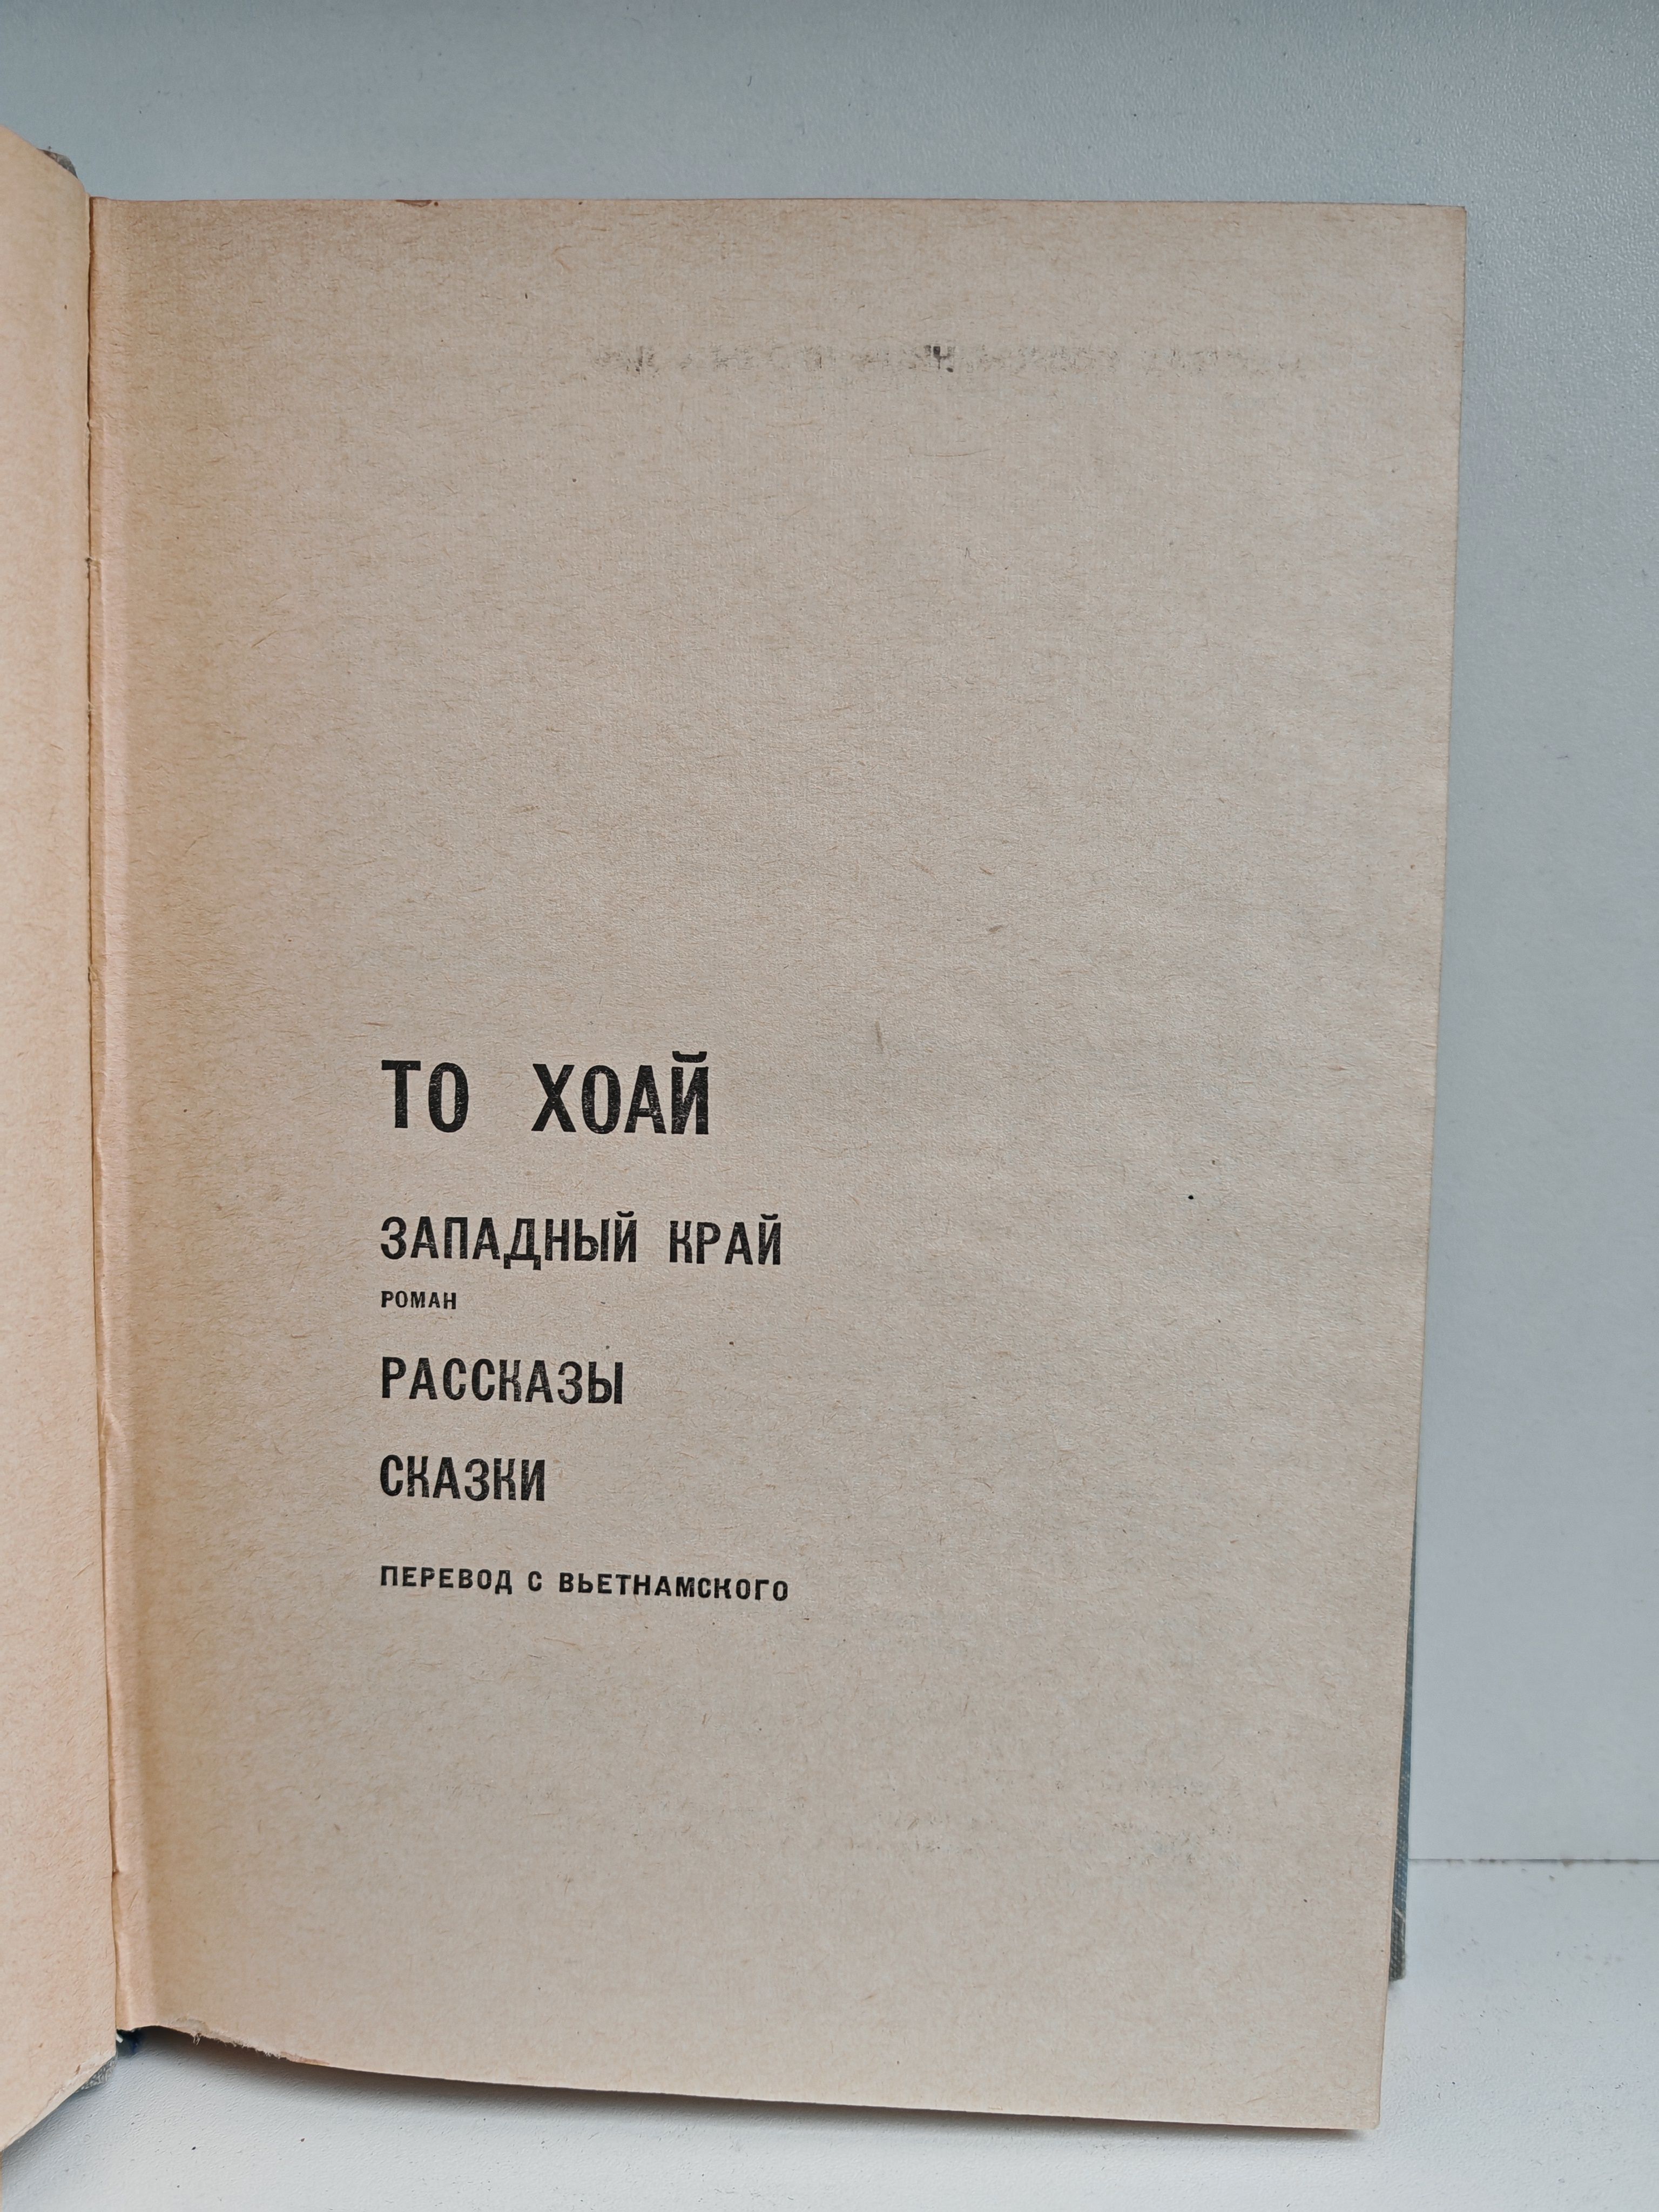 ТО ХОАЙ
ЗАПАДНЫЙ КРАЙ
РОМАН
РАССКАЗЫ
СКАЗКИ
ПЕРЕВОД С ВЬЕТНАМСКОГО